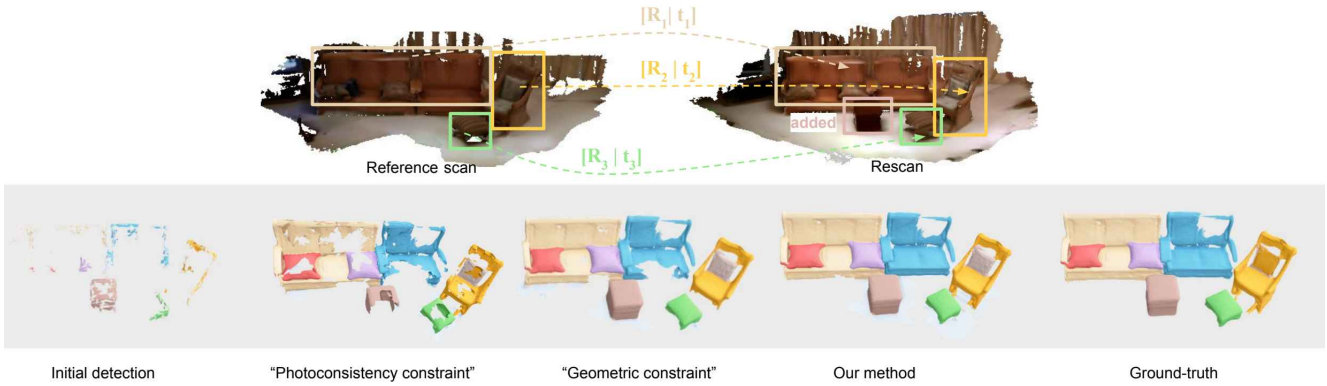 [R1| t1]
[R2 | t2]
added
[R3 | t3]
Reference scan
Rescan
Initial detection
“Photoconsistency constraint”
“Geometric constraint”
Our method
Ground-truth